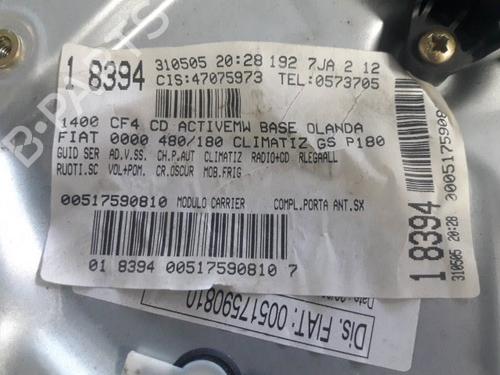 1 8394
310505 20:28 192 7JA 2 12
CIS:47075973 TEL:0573705
1400 CF4 CD ACTIVEMW BASE OLANDA
FIAT 0000 480/180 CLIMATIZ GS P180
GUID SER AD.V.SS. CH.P.AUT CLIMATIZ RADIO+CD RLEGAALL
RUOTI.SC VOL+POM. CR.OSCUR MOB.FRIG
00517590810 MODULO CARRIER COMPL.PORTA ANT.SX
01 8394 00517590810 7
1 8394
310505 20:28 0005175908
Dis. FIAT: 00517590810
B-PARTS